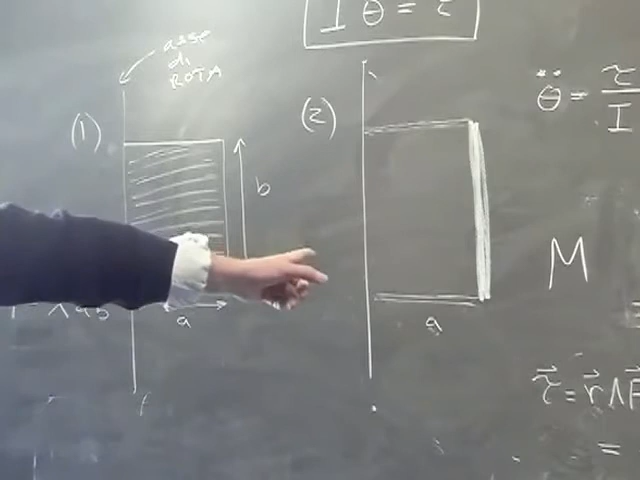 I θ̈ = τ
asse
di
ROTA
(1)
b
a
(2)
a
θ̈ = τ / I
M
τ⃗ = r⃗ ∧ F
=